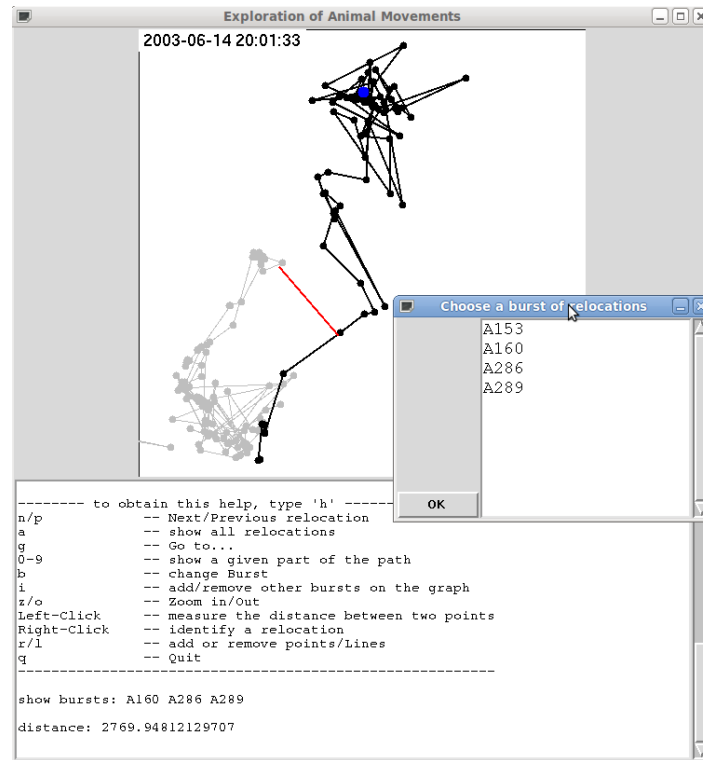 Exploration of Animal Movements
2003-06-14 20:01:33
Choose a burst of relocations
A153
A160
A286
A289
OK
-------- to obtain this help, type 'h' --------
n/p -- Next/Previous relocation
a -- show all relocations
g -- Go to...
0-9 -- show a given part of the path
b -- change Burst
i -- add/remove other bursts on the graph
z/o -- Zoom in/Out
Left-Click -- measure the distance between two points
Right-Click -- identify a relocation
r/l -- add or remove points/Lines
q -- Quit
------------------------------------------------------------
show bursts: A160 A286 A289
distance: 2769.94812129707